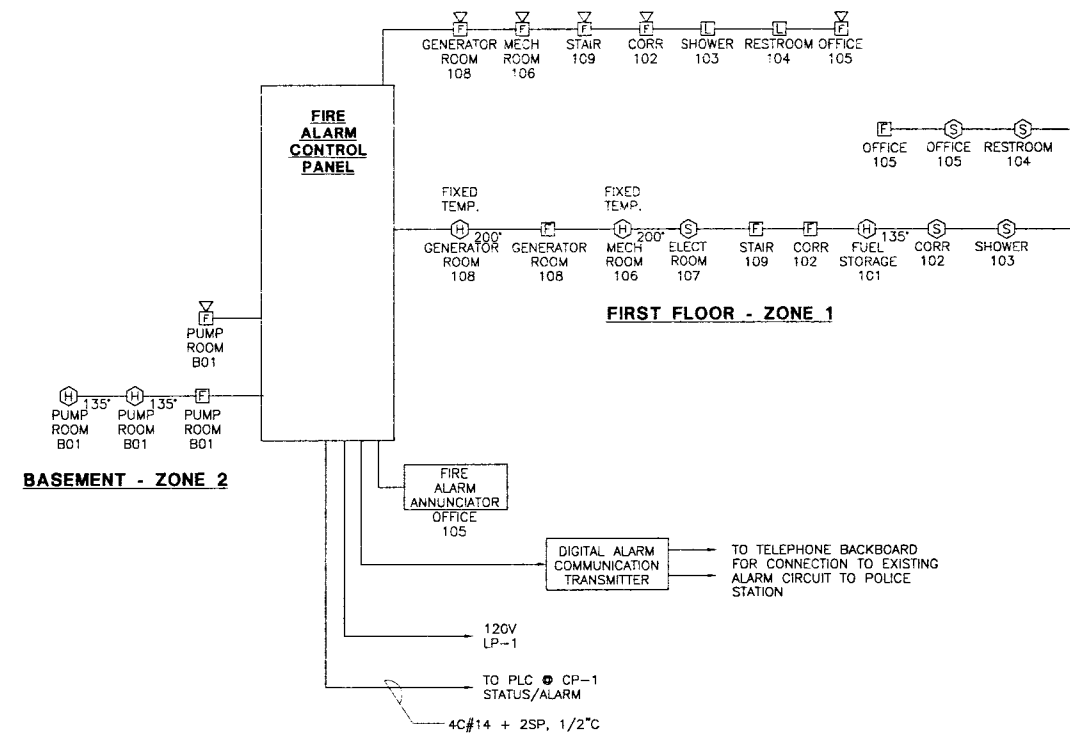 F F F F L L F
GENERATOR ROOM 108
MECH ROOM 106
STAIR 109
CORR 102
SHOWER 103
RESTROOM 104
OFFICE 105
FIRE
ALARM
CONTROL
PANEL
F S S
OFFICE 105
OFFICE 105
RESTROOM 104
FIXED TEMP.
FIXED TEMP.
H 200° F H 200° S F F H 135° S S
GENERATOR ROOM 108
GENERATOR ROOM 108
MECH ROOM 106
ELECT ROOM 107
STAIR 109
CORR 102
FUEL STORAGE 101
CORR 102
SHOWER 103
FIRST FLOOR - ZONE 1
F
PUMP
ROOM
B01
H 135° H 135° F
PUMP ROOM B01
PUMP ROOM B01
PUMP ROOM B01
BASEMENT - ZONE 2
FIRE
ALARM
ANNUNCIATOR
OFFICE
105
DIGITAL ALARM
COMMUNICATION
TRANSMITTER
TO TELEPHONE BACKBOARD
FOR CONNECTION TO EXISTING
ALARM CIRCUIT TO POLICE
STATION
120V
LP-1
TO PLC @ CP-1
STATUS/ALARM
4C#14 + 2SP, 1/2"C